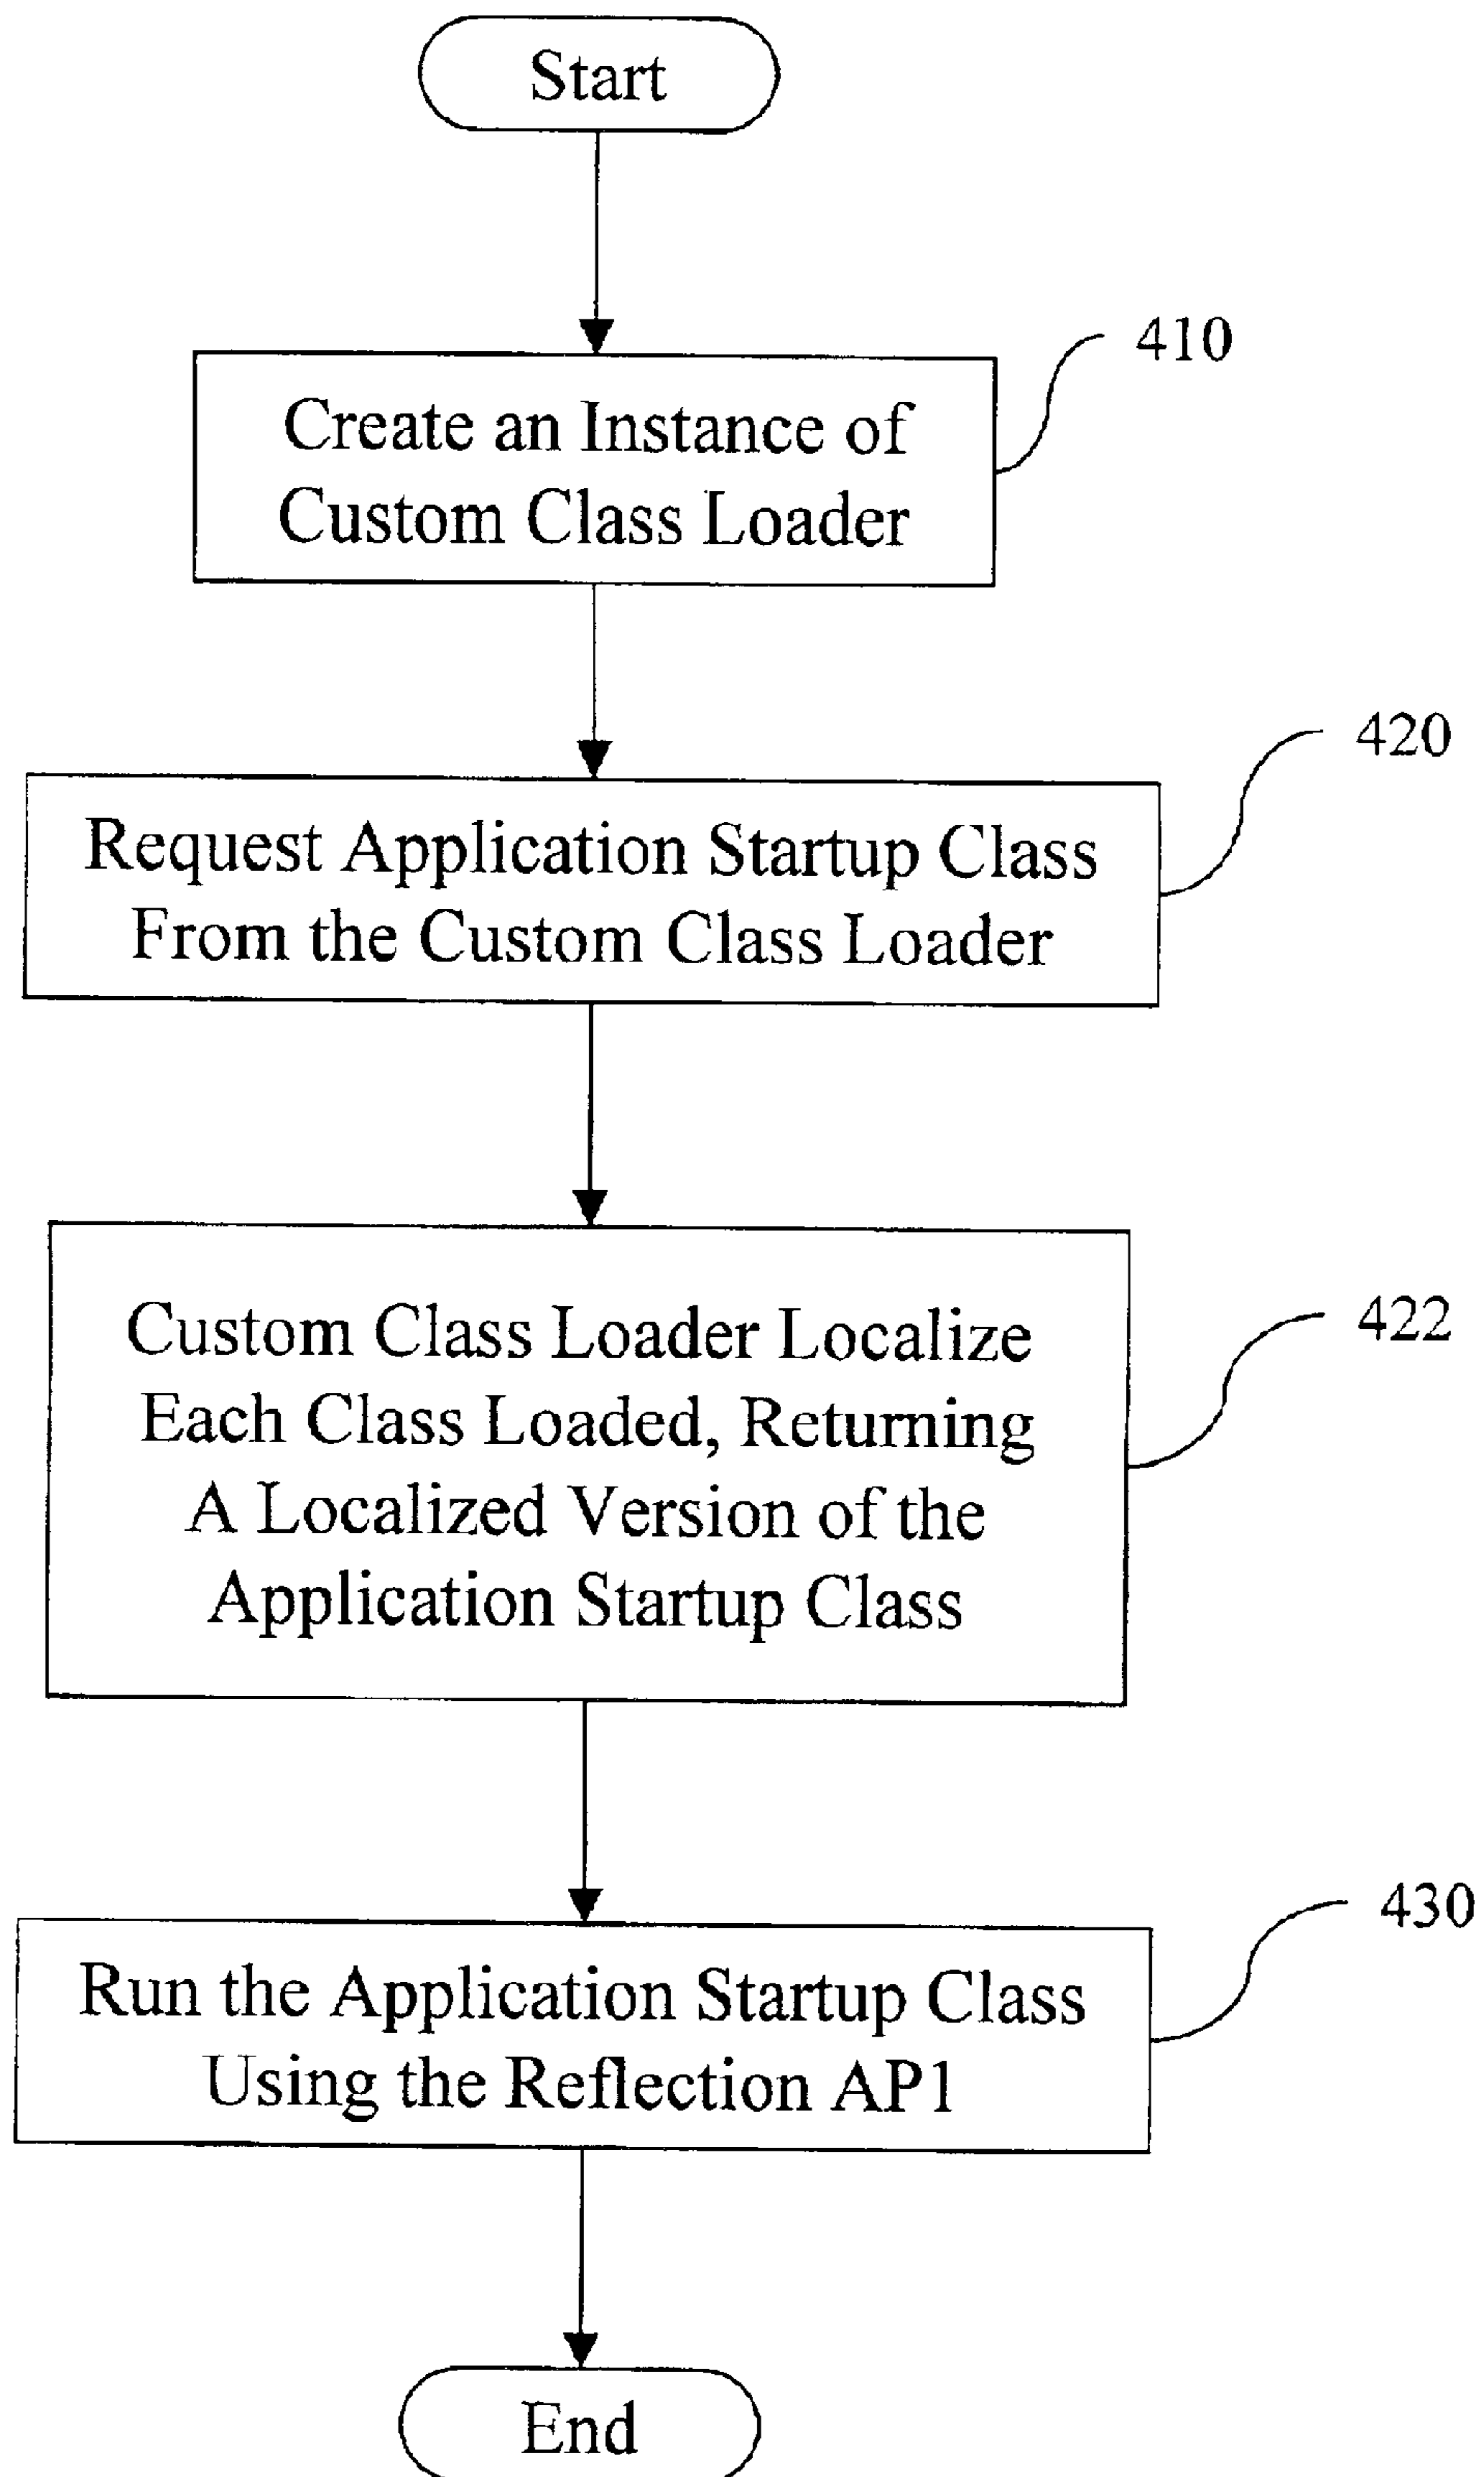 Start
410
Create an Instance of
Custom Class Loader
420
Request Application Startup Class
From the Custom Class Loader
422
Custom Class Loader Localize
Each Class Loaded, Returning
A Localized Version of the
Application Startup Class
430
Run the Application Startup Class
Using the Reflection AP1
End